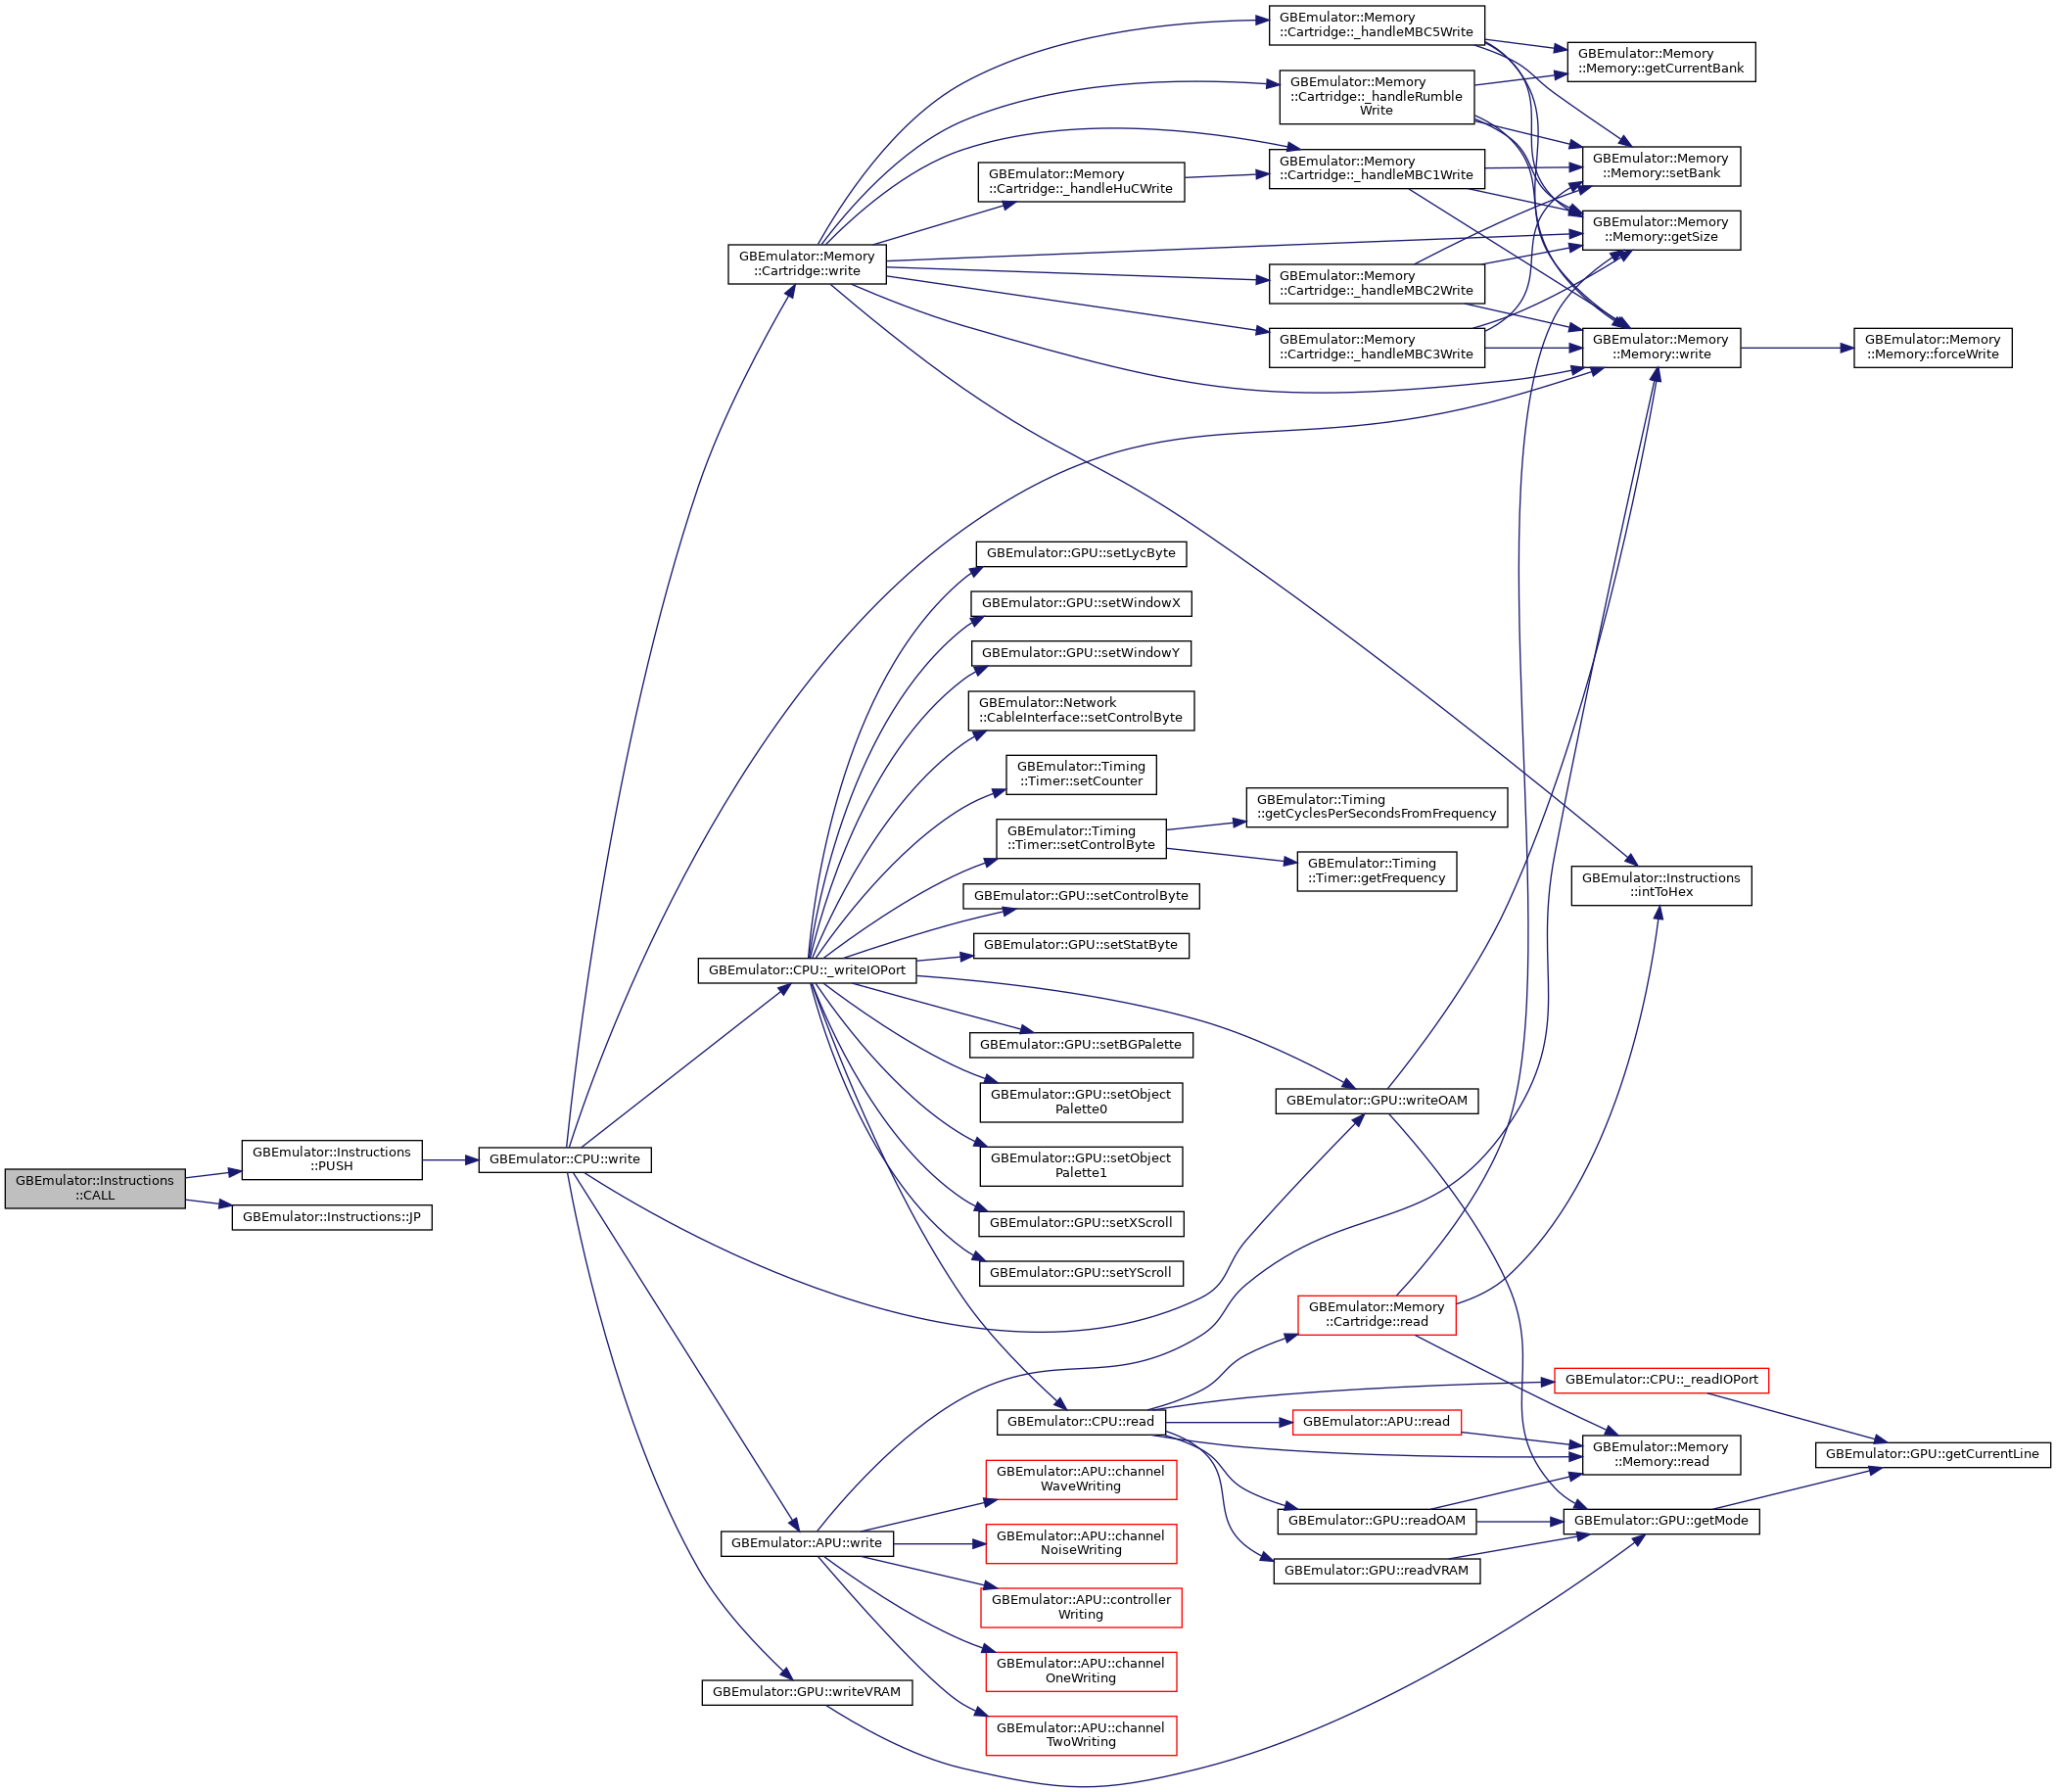 GBEmulator::Instructions
::CALL
GBEmulator::Instructions
::PUSH
GBEmulator::Instructions::JP
GBEmulator::CPU::write
GBEmulator::Memory
::Cartridge::write
GBEmulator::CPU::_writeIOPort
GBEmulator::APU::write
GBEmulator::GPU::writeVRAM
GBEmulator::Memory
::Cartridge::_handleHuCWrite
GBEmulator::GPU::setLycByte
GBEmulator::GPU::setWindowX
GBEmulator::GPU::setWindowY
GBEmulator::Network
::CableInterface::setControlByte
GBEmulator::Timing
::Timer::setCounter
GBEmulator::Timing
::Timer::setControlByte
GBEmulator::GPU::setControlByte
GBEmulator::GPU::setStatByte
GBEmulator::GPU::setBGPalette
GBEmulator::GPU::setObject
Palette0
GBEmulator::GPU::setObject
Palette1
GBEmulator::GPU::setXScroll
GBEmulator::GPU::setYScroll
GBEmulator::CPU::read
GBEmulator::APU::channel
WaveWriting
GBEmulator::APU::channel
NoiseWriting
GBEmulator::APU::controller
Writing
GBEmulator::APU::channel
OneWriting
GBEmulator::APU::channel
TwoWriting
GBEmulator::Memory
::Cartridge::_handleMBC5Write
GBEmulator::Memory
::Cartridge::_handleRumble
Write
GBEmulator::Memory
::Cartridge::_handleMBC1Write
GBEmulator::Memory
::Cartridge::_handleMBC2Write
GBEmulator::Memory
::Cartridge::_handleMBC3Write
GBEmulator::Timing
::getCyclesPerSecondsFromFrequency
GBEmulator::Timing
::Timer::getFrequency
GBEmulator::GPU::writeOAM
GBEmulator::Memory
::Cartridge::read
GBEmulator::APU::read
GBEmulator::GPU::readOAM
GBEmulator::GPU::readVRAM
GBEmulator::Memory
::Memory::getCurrentBank
GBEmulator::Memory
::Memory::setBank
GBEmulator::Memory
::Memory::getSize
GBEmulator::Memory
::Memory::write
GBEmulator::Instructions
::intToHex
GBEmulator::CPU::_readIOPort
GBEmulator::Memory
::Memory::read
GBEmulator::GPU::getMode
GBEmulator::Memory
::Memory::forceWrite
GBEmulator::GPU::getCurrentLine